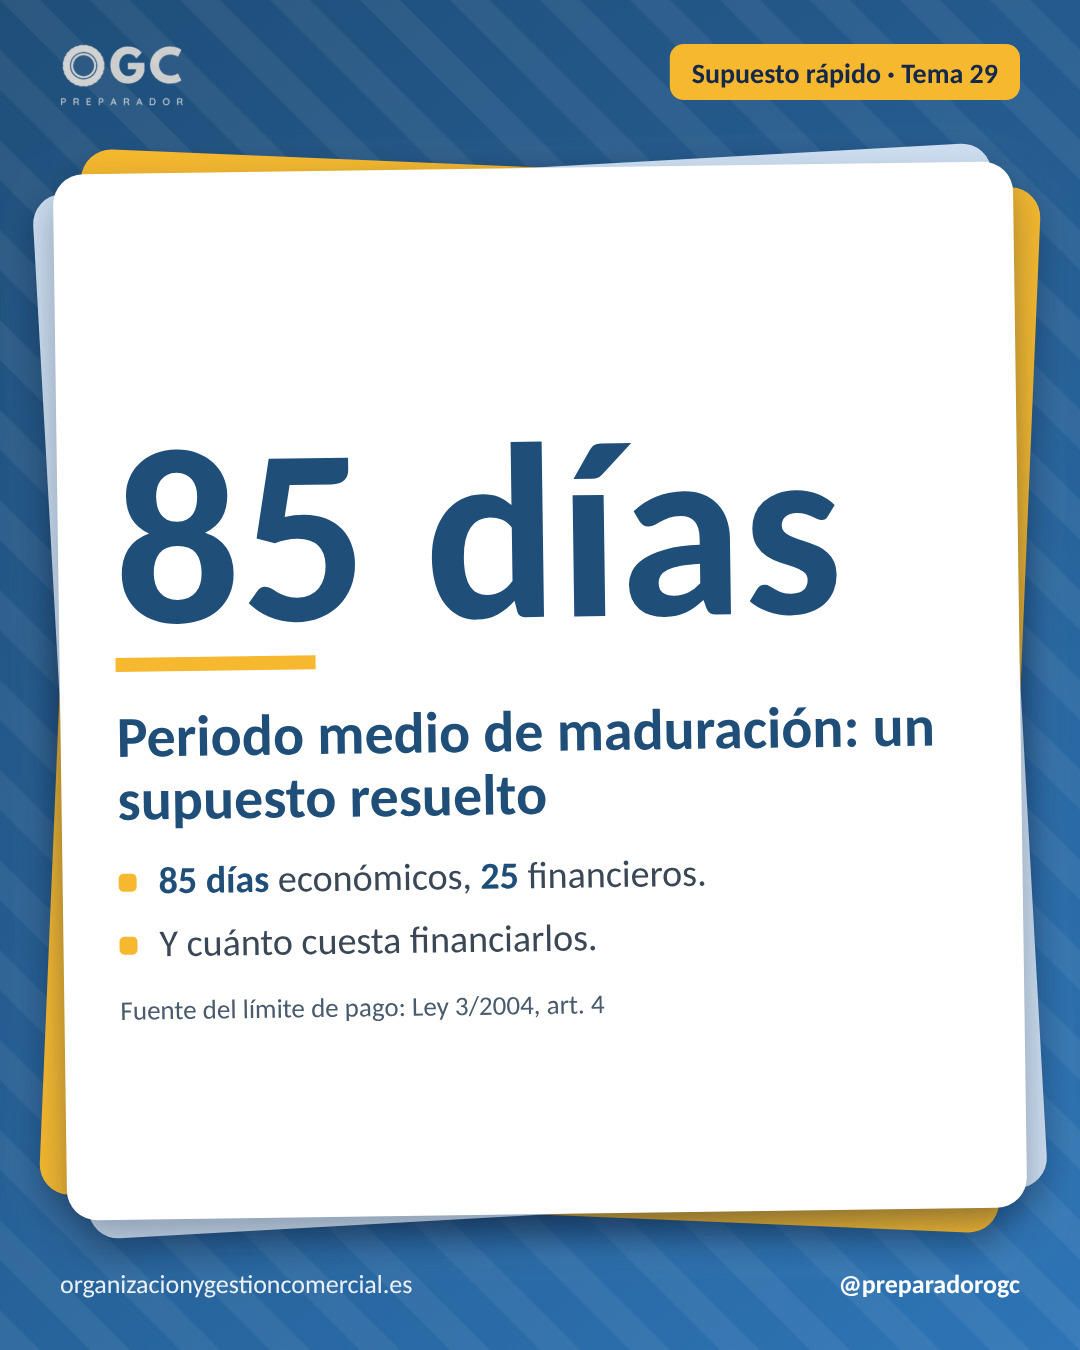 OGC
PREPARADOR
Supuesto rápido · Tema 29
85 días
Periodo medio de maduración: un
supuesto resuelto
85 días económicos, 25 financieros.
Y cuánto cuesta financiarlos.
Fuente del límite de pago: Ley 3/2004, art. 4
organizacionygestioncomercial.es
@preparadorogc